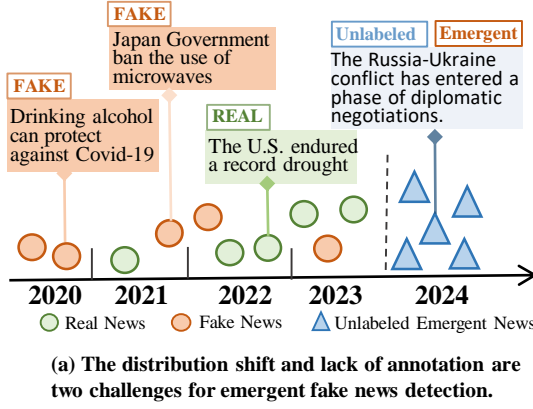 FAKE
Japan Government
ban the use of
microwaves
FAKE
Drinking alcohol
can protect
against Covid-19
REAL
The U.S. endured
a record drought
Unlabeled
Emergent
The Russia-Ukraine
conflict has entered a
phase of diplomatic
negotiations.
2020 2021 2022 2023 2024
Real News Fake News Unlabeled Emergent News
(a) The distribution shift and lack of annotation are
two challenges for emergent fake news detection.